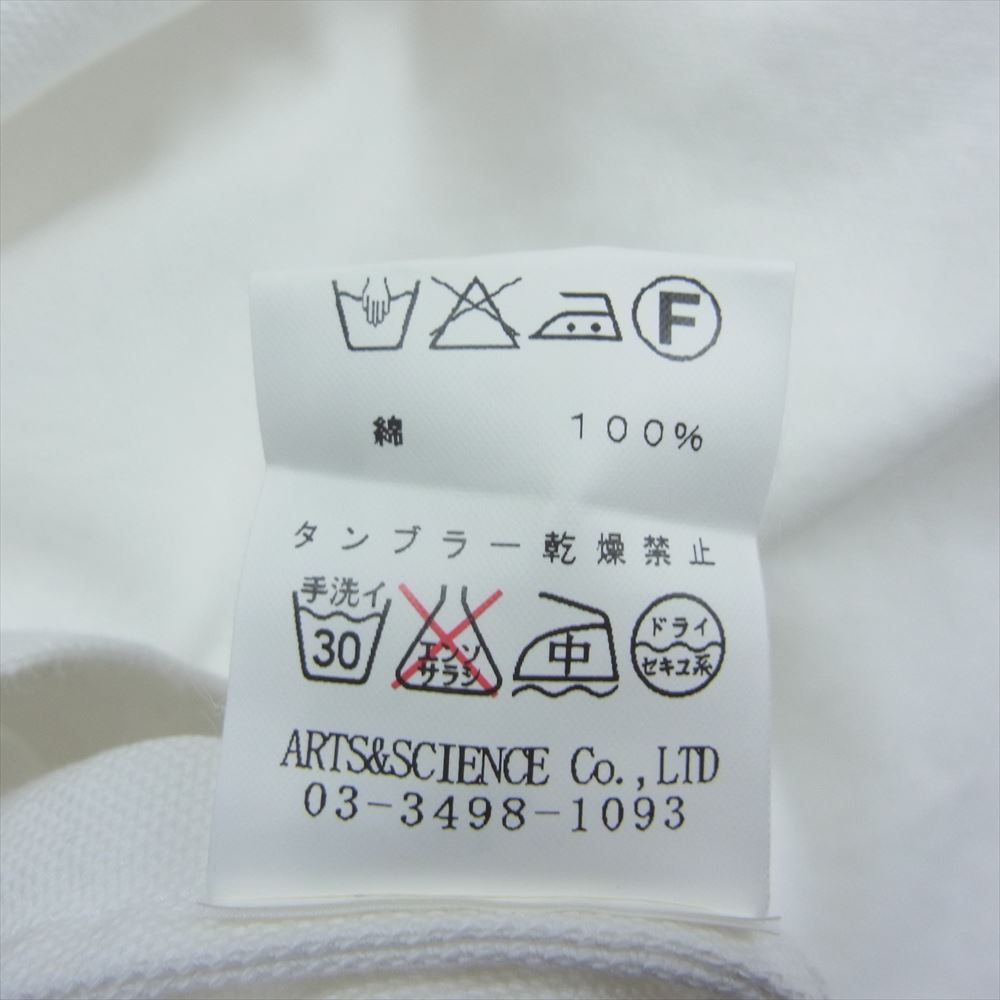 F
綿 100%
タンブラー乾燥禁止
手洗イ
30
エンソ
サラシ
中
ドライ
セキユ系
ARTS&SCIENCE Co.,LTD
03-3498-1093